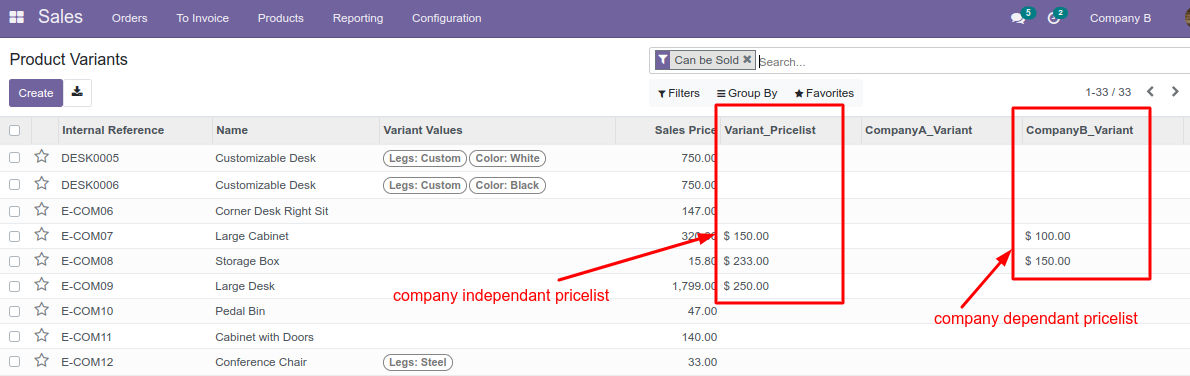 Sales Orders To Invoice Products Reporting Configuration 5 2 Company B
Product Variants
Can be Sold ✖ Search...
Create Filters Group By Favorites 1-33 / 33
Internal Reference Name Variant Values Sales Price Variant_Pricelist CompanyA_Variant CompanyB_Variant
DESK0005 Customizable Desk Legs: Custom Color: White 750.00
DESK0006 Customizable Desk Legs: Custom Color: Black 750.00
E-COM06 Corner Desk Right Sit 147.00
E-COM07 Large Cabinet 320.00 $ 150.00 $ 100.00
E-COM08 Storage Box 15.80 $ 233.00 $ 150.00
E-COM09 Large Desk 1,799.00 $ 250.00
company independant pricelist
E-COM10 Pedal Bin 47.00
company dependant pricelist
E-COM11 Cabinet with Doors 140.00
E-COM12 Conference Chair Legs: Steel 33.00